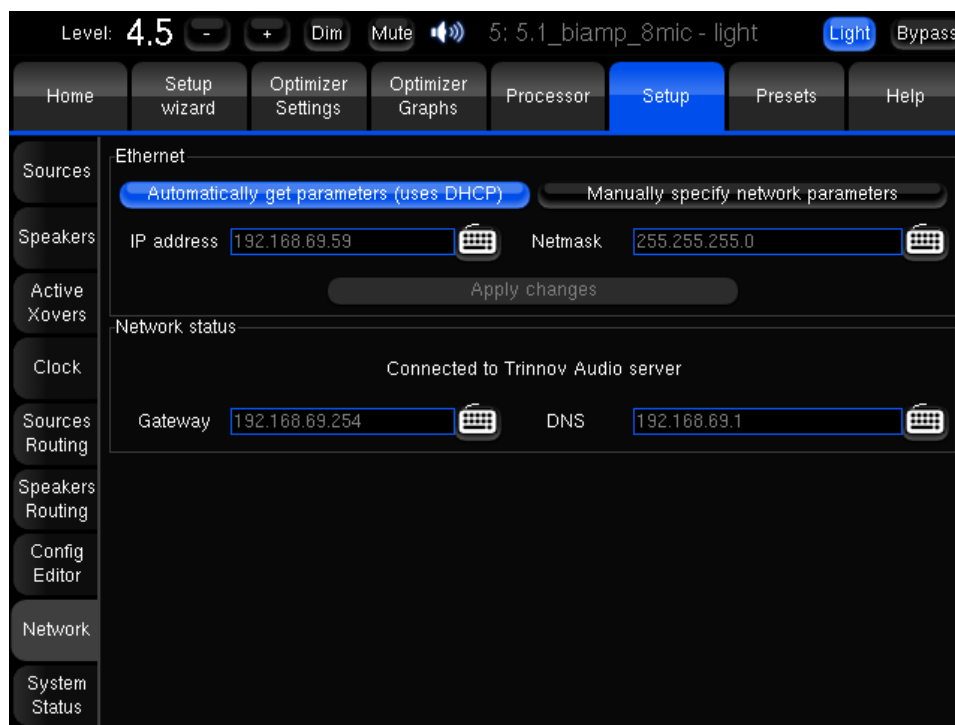 Level: 4.5 - + Dim Mute 5: 5.1_biamp_8mic - light Light Bypass
Home
Setup
wizard
Optimizer
Settings
Optimizer
Graphs
Processor
Setup
Presets
Help
Sources
Speakers
Active
Xovers
Clock
Sources
Routing
Speakers
Routing
Config
Editor
Network
System
Status
Ethernet
Automatically get parameters (uses DHCP) Manually specify network parameters
IP address 192.168.69.59 Netmask 255.255.255.0
Apply changes
Network status
Connected to Trinnov Audio server
Gateway 192.168.69.254 DNS 192.168.69.1